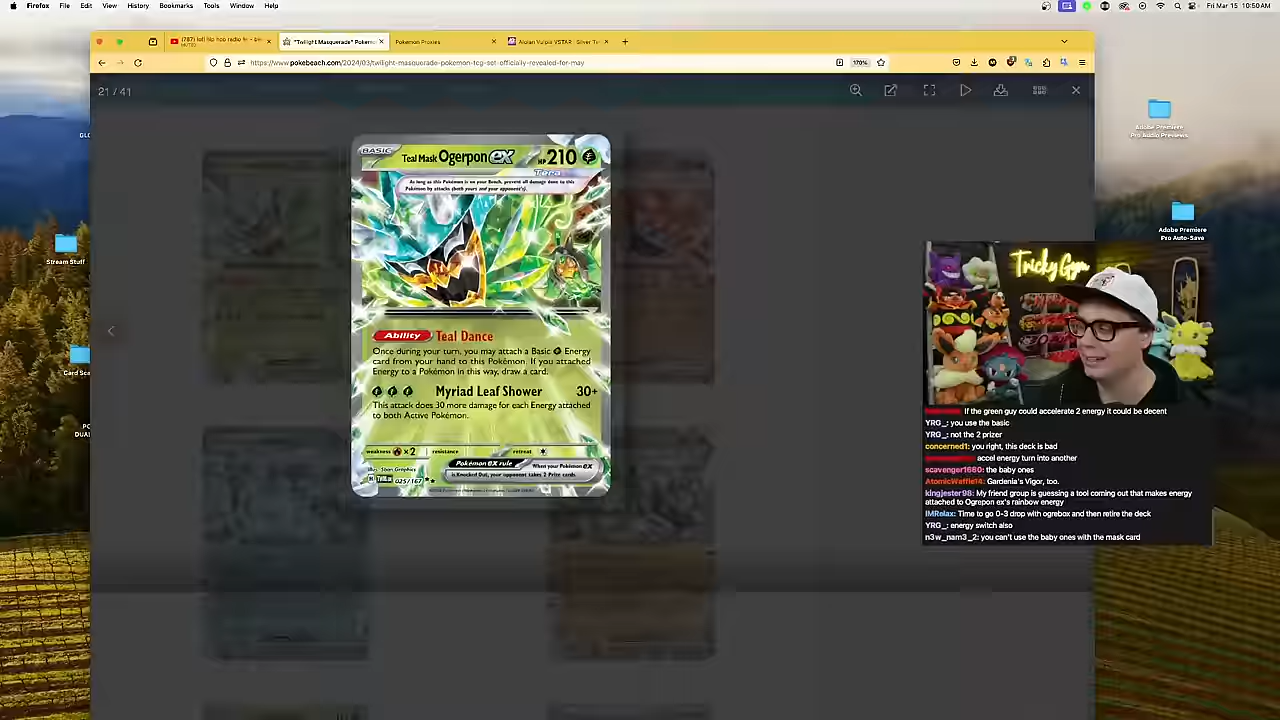 Firefox File Edit View History Bookmarks Tools Window Help
Fri Mar 15 10:50 AM
"Twilight Masquerade" Pokemon
Pokemon Proxies
Alolan Vulpix VSTAR - Silver
https://www.pokebeach.com/2024/03/twilight-masquerade-pokemon-tcg-set-officially-revealed-for-may
170%
21 / 41
BASIC
Teal Mask Ogerpon ex HP 210
Tera
As long as this Pokémon is on your Bench, prevent all damage done to this
Pokémon by attacks (both yours and your opponent's).
Ability Teal Dance
Once during your turn, you may attach a Basic Energy
card from your hand to this Pokémon. If you attached
Energy to a Pokémon in this way, draw a card.
Myriad Leaf Shower 30+
This attack does 30 more damage for each Energy attached
to both Active Pokémon.
weakness ×2 resistance retreat
Pokémon ex rule When your Pokémon ex
is Knocked Out, your opponent takes 2 Prize cards.
025/167
Stream Stuff
Adobe Premiere
Pro Audio Previews
Adobe Premiere
Pro Auto-Save
Tricky Gym
If the green guy could accelerate 2 energy it could be decent
YRG_: you use the basic
YRG_: not the 2 prizer
concerned1: you right, this deck is bad
accel energy turn into another
scavenger1680: the baby ones
AtomicWaffle14: Gardenia's Vigor, too.
kingjester98: My friend group is guessing a tool coming out that makes energy
attached to Ogrepon ex's rainbow energy
IMRelax: Time to go 0-3 drop with ogrebox and then retire the deck
YRG_: energy switch also
n3w_nam3_2: you can't use the baby ones with the mask card